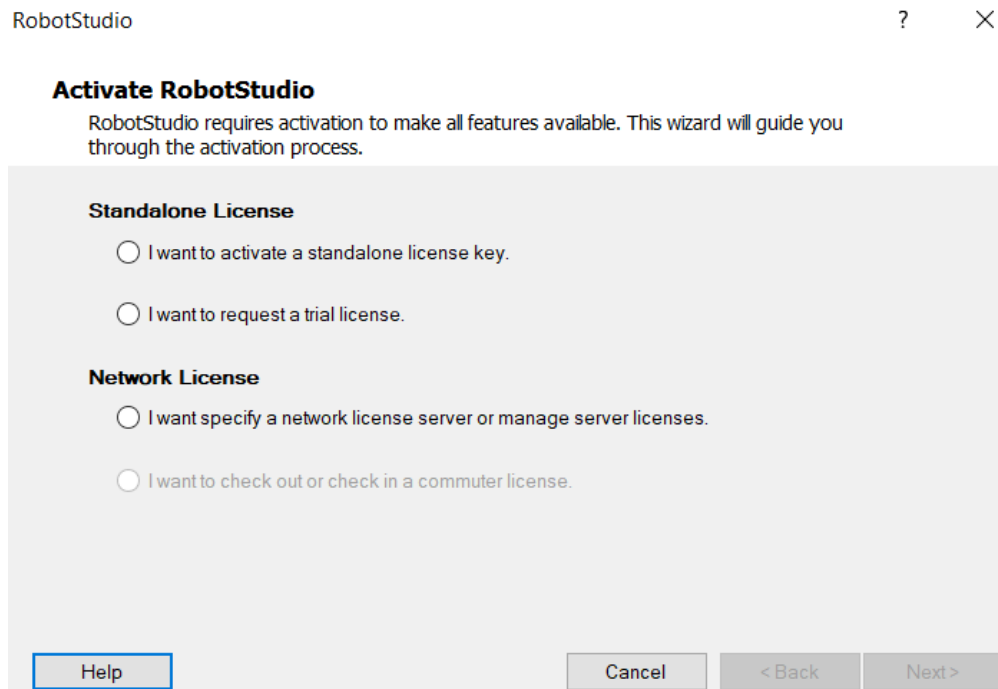 RobotStudio ?
Activate RobotStudio
RobotStudio requires activation to make all features available. This wizard will guide you
through the activation process.
Standalone License
I want to activate a standalone license key.
I want to request a trial license.
Network License
I want specify a network license server or manage server licenses.
I want to check out or check in a commuter license.
Help Cancel < Back Next >